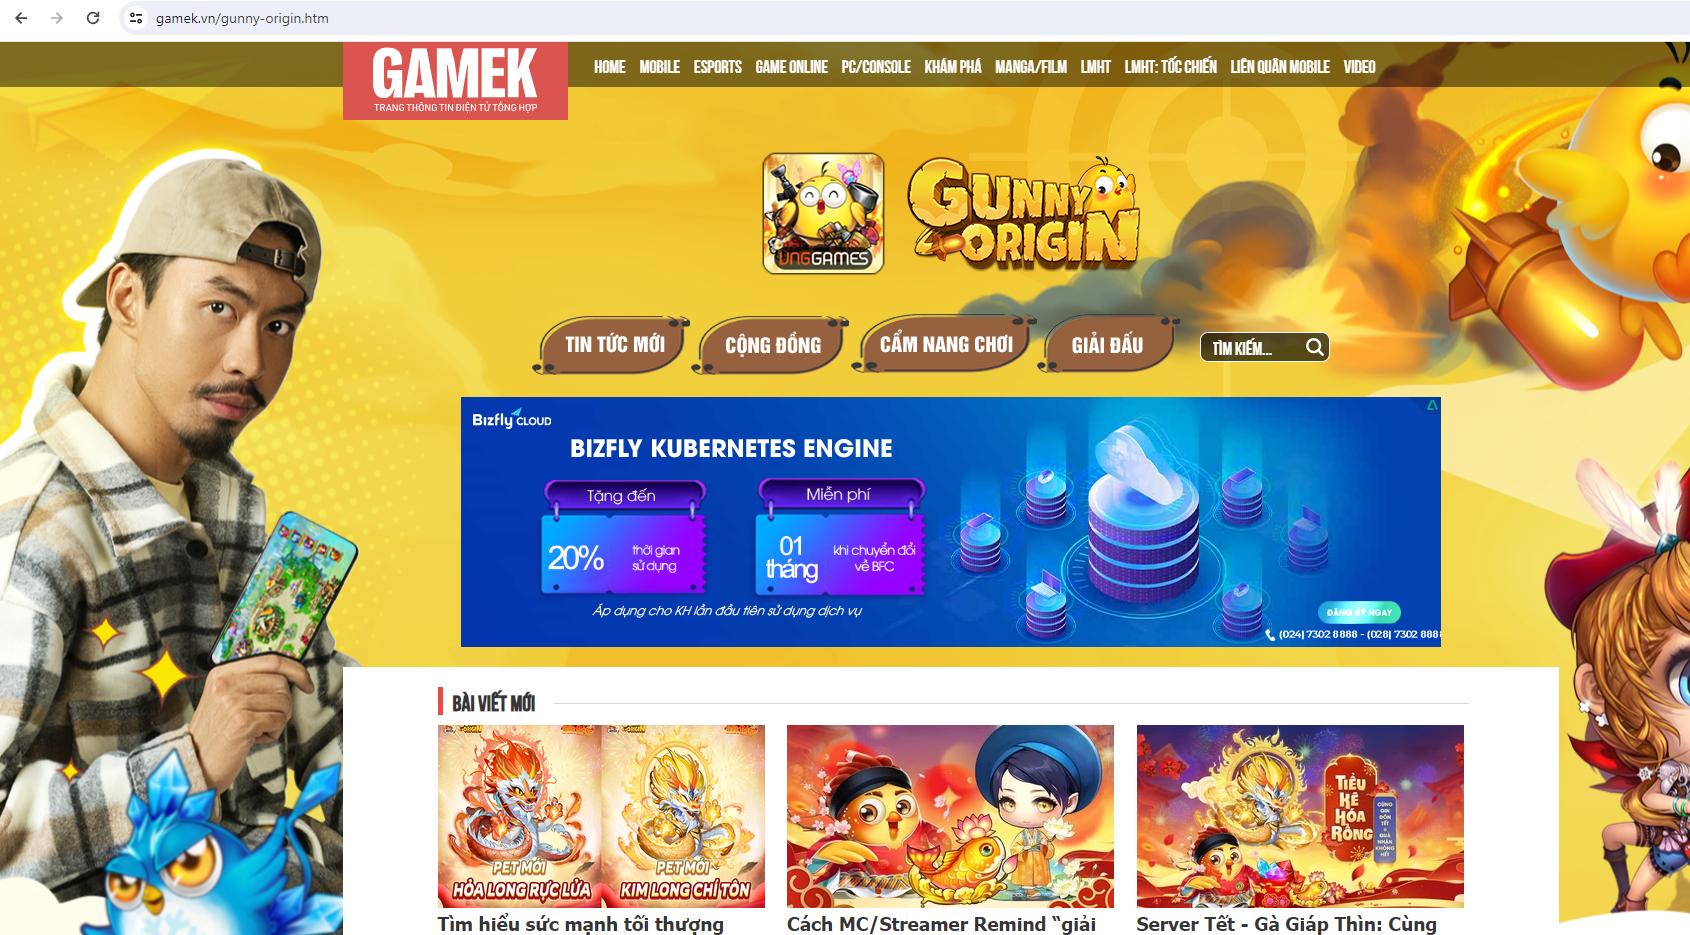 gamek.vn/gunny-origin.htm
GAMEK
TRANG THÔNG TIN ĐIỆN TỬ TỔNG HỢP
HOME MOBILE ESPORTS GAME ONLINE PC/CONSOLE KHÁM PHÁ MANGA/FILM LMHT LMHT: TỐC CHIẾN LIÊN QUÂN MOBILE VIDEO
VNGGAMES
GUNNY
ORIGIN
TIN TỨC MỚI
CỘNG ĐỒNG
CẨM NANG CHƠI
GIẢI ĐẤU
TÌM KIẾM...
Bizfly CLOUD
BIZFLY KUBERNETES ENGINE
Tặng đến
20%
thời gian
sử dụng
Miễn phí
01
tháng
khi chuyển đổi
về BFC
Áp dụng cho KH lần đầu tiên sử dụng dịch vụ
ĐĂNG KÝ NGAY
(024) 7302 8888 - (028) 7302 8888
BÀI VIẾT MỚI
PET MỚI
HỎA LONG RỰC LỬA
PET MỚI
KIM LONG CHÍ TÔN
TIỂU
KÊ
HÓA
RỒNG
Tìm hiểu sức mạnh tối thượng
Cách MC/Streamer Remind “giải
Server Tết - Gà Giáp Thìn: Cùng